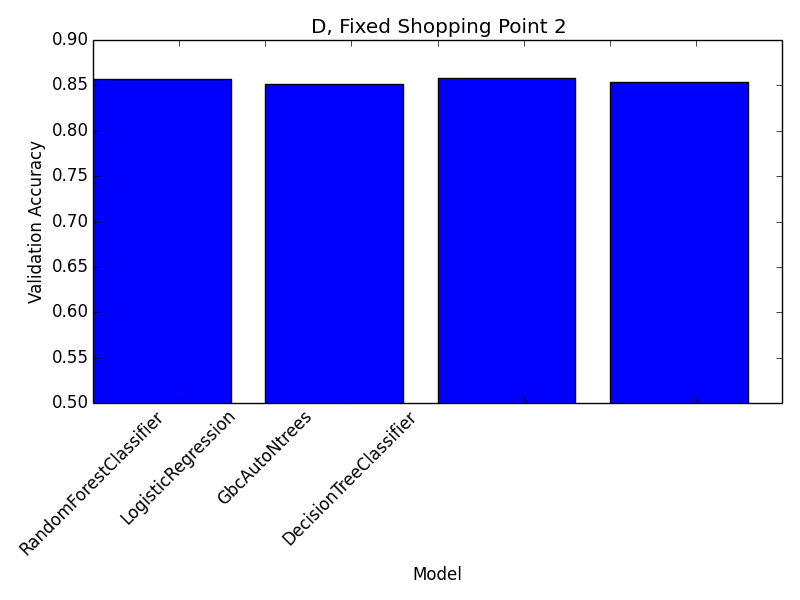 D, Fixed Shopping Point 2
0.90
0.85
0.80
0.75
0.70
0.65
0.60
0.55
0.50
Validation Accuracy
RandomForestClassifier
LogisticRegression
GbcAutoNtrees
DecisionTreeClassifier
Model